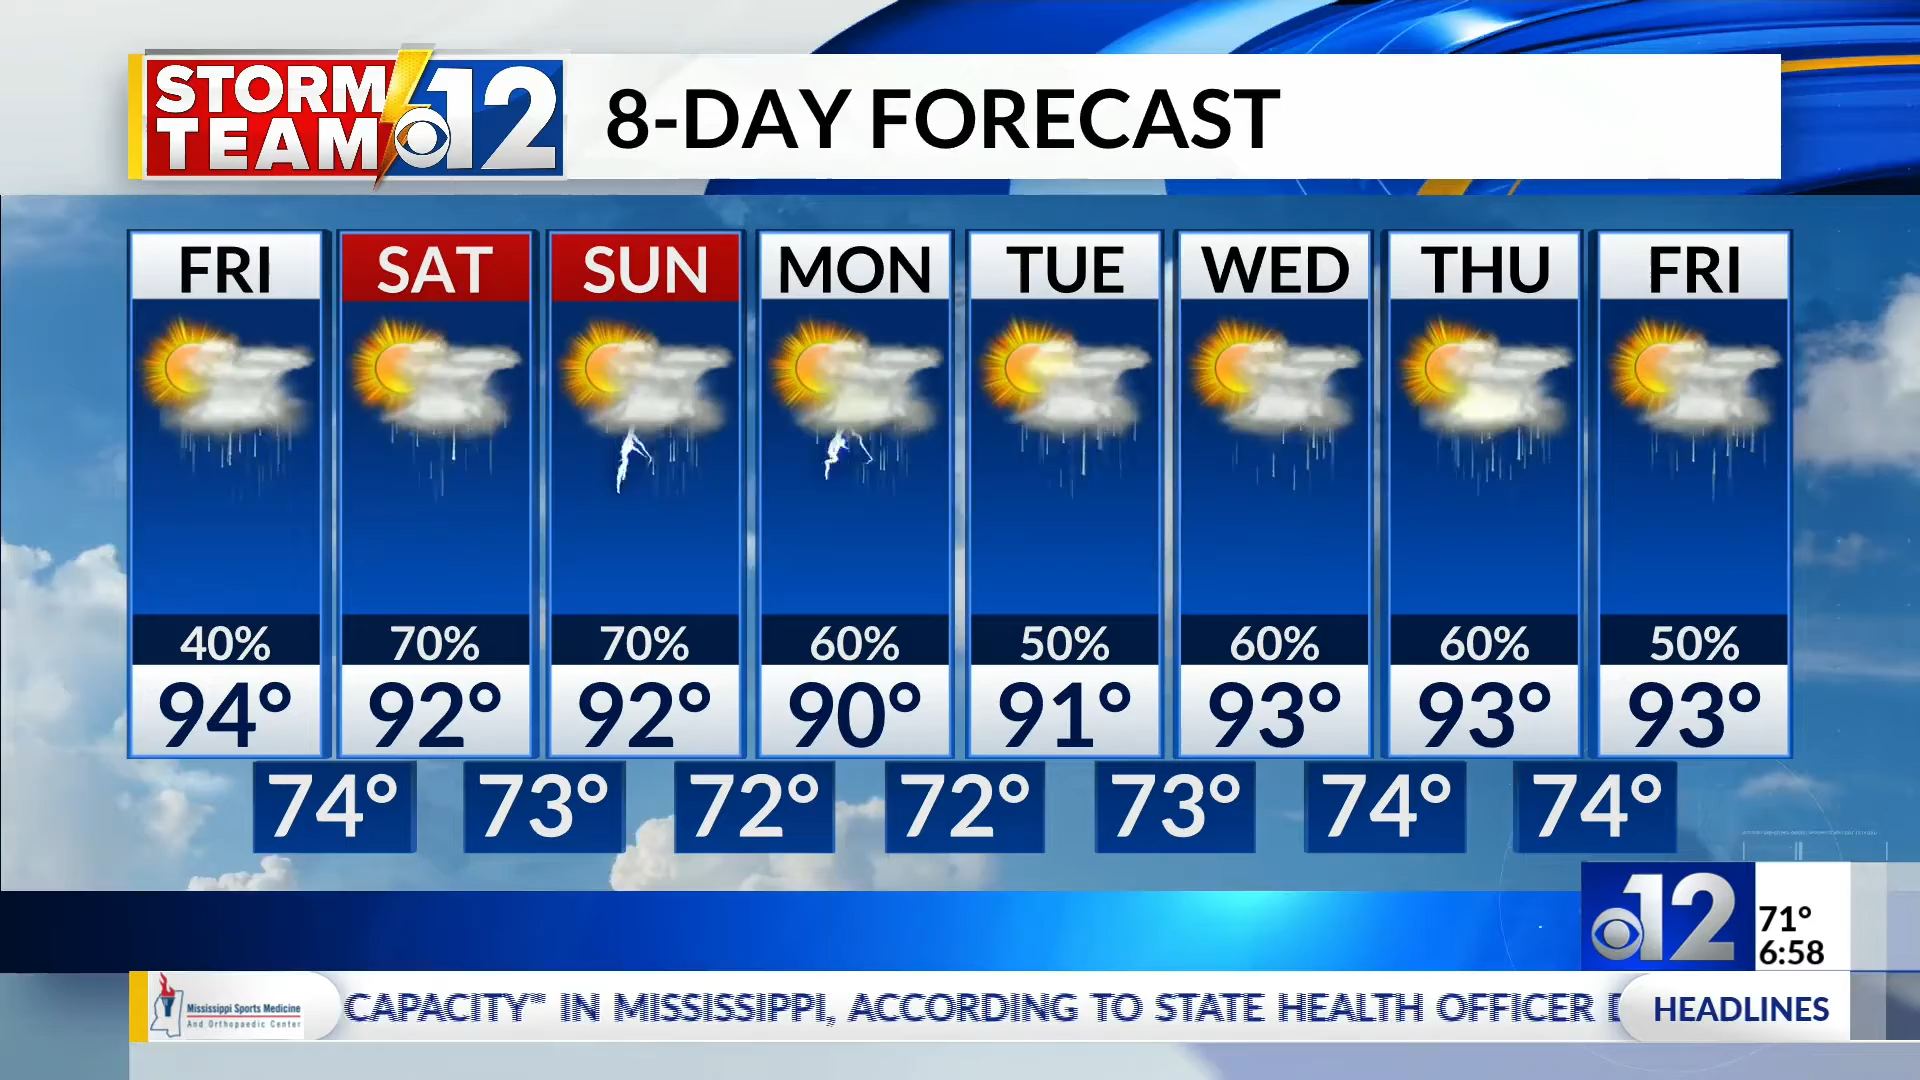 STORM
TEAM
12
8-DAY FORECAST
FRI SAT SUN MON TUE WED THU FRI
40% 70% 70% 60% 50% 60% 60% 50%
94° 92° 92° 90° 91° 93° 93° 93°
74° 73° 72° 72° 73° 74° 74°
12
71°
6:58
Mississippi Sports Medicine
And Orthopaedic Center
CAPACITY" IN MISSISSIPPI, ACCORDING TO STATE HEALTH OFFICER
HEADLINES